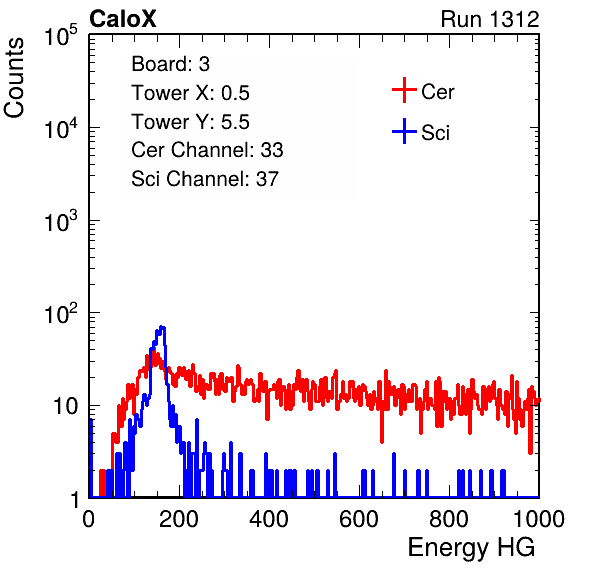 CaloX Run 1312
Board: 3
Tower X: 0.5
Tower Y: 5.5
Cer Channel: 33
Sci Channel: 37
Cer
Sci
Counts
10^5
10^4
10^3
10^2
10
1
0 200 400 600 800 1000
Energy HG